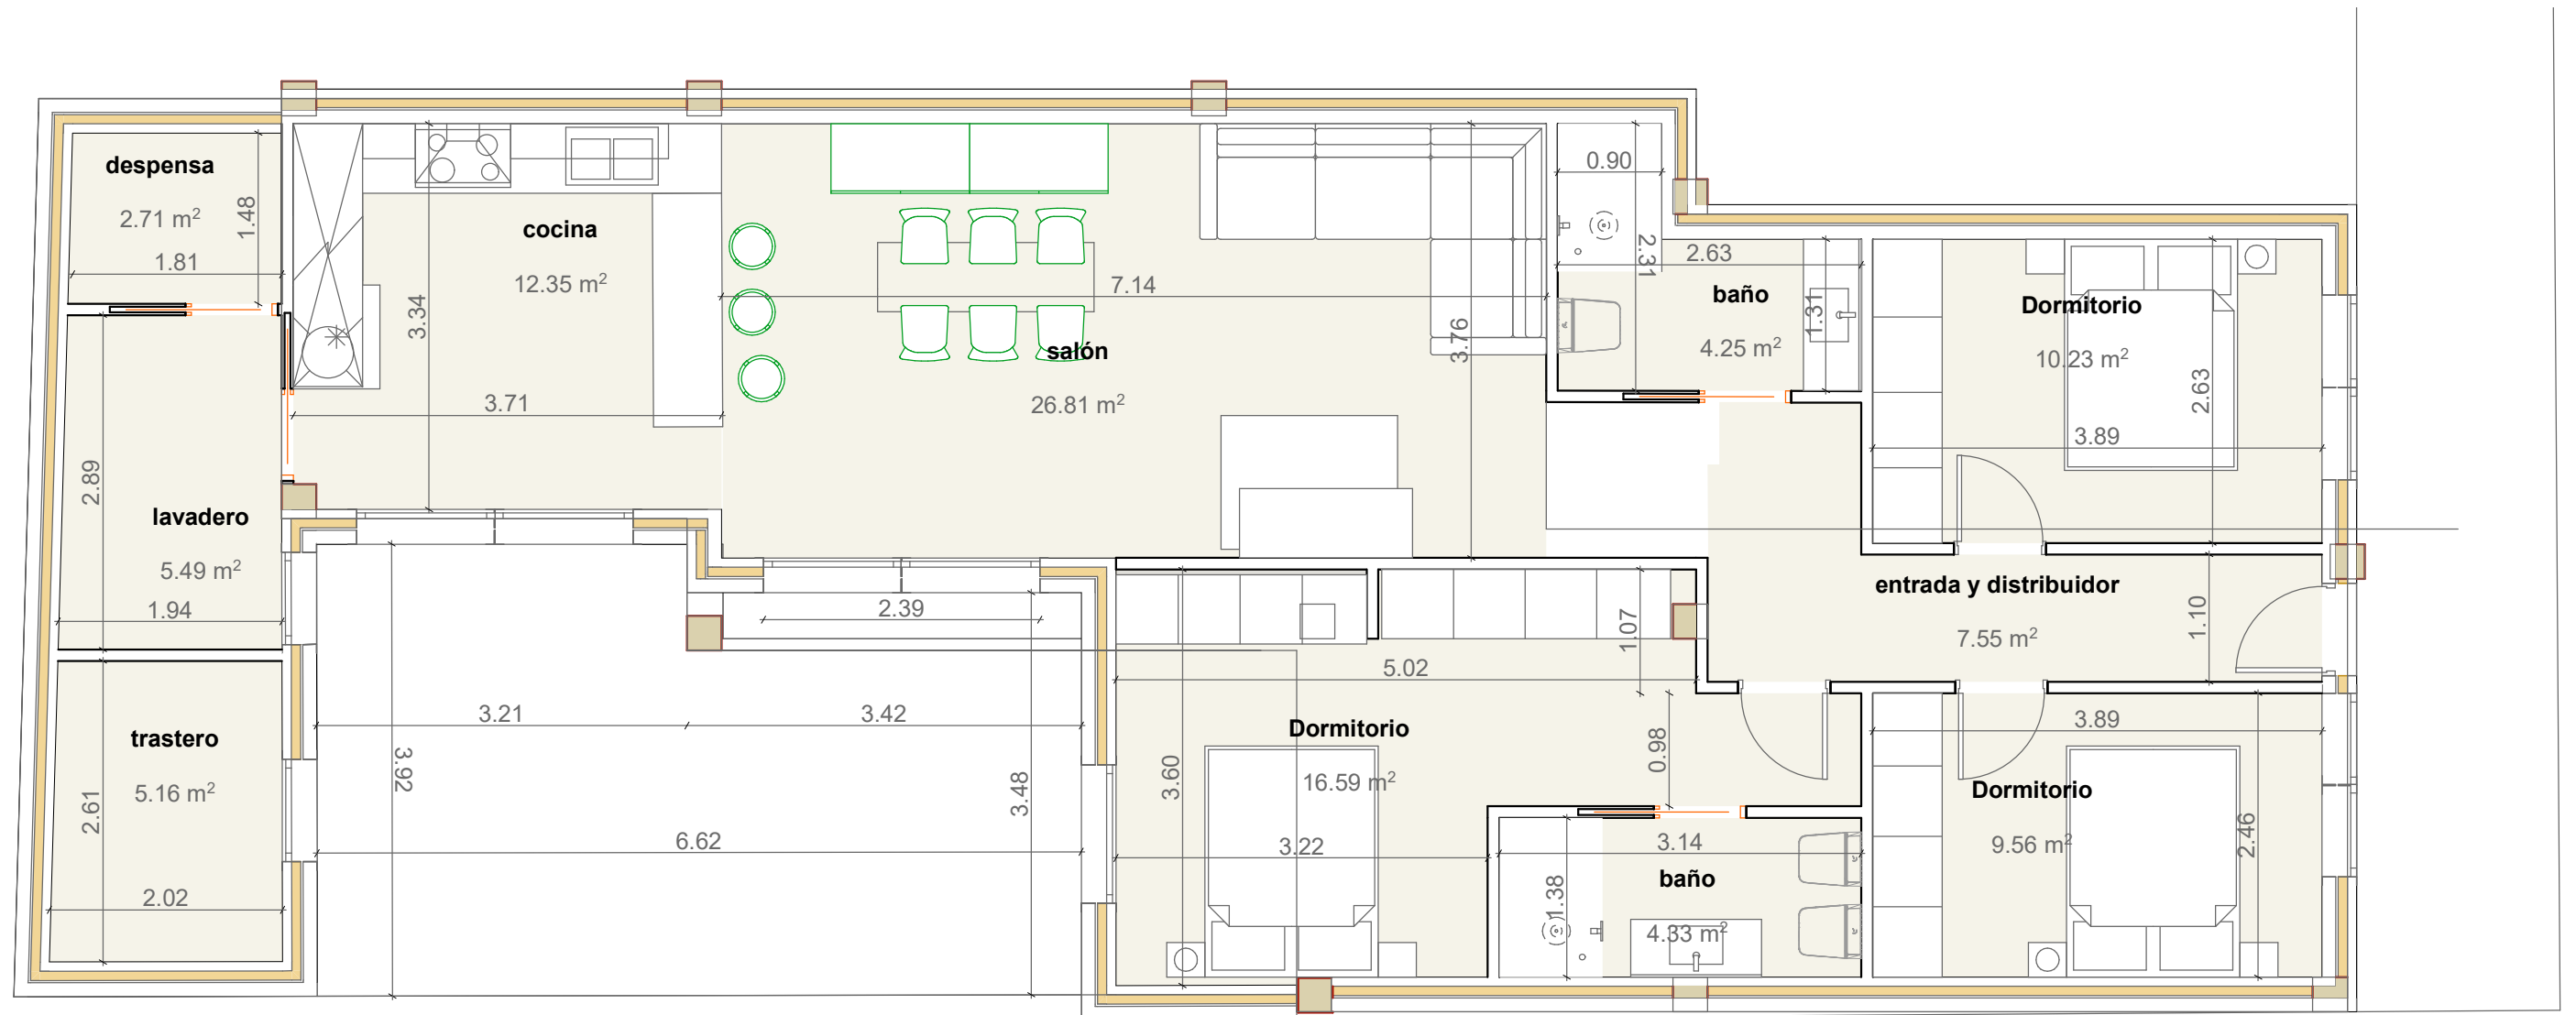 despensa
2.71 m²
1.48
1.81
cocina
12.35 m²
3.34
3.71
7.14
salón
26.81 m²
3.76
0.90
2.31
2.63
baño
4.25 m²
1.31
Dormitorio
10.23 m²
2.63
3.89
2.89
lavadero
5.49 m²
1.94
trastero
5.16 m²
2.61
2.02
3.21
3.42
3.92
6.62
3.48
2.39
1.07
5.02
Dormitorio
16.59 m²
3.60
0.98
3.22
3.14
baño
1.38
4.33 m²
entrada y distribuidor
7.55 m²
1.10
3.89
Dormitorio
9.56 m²
2.46